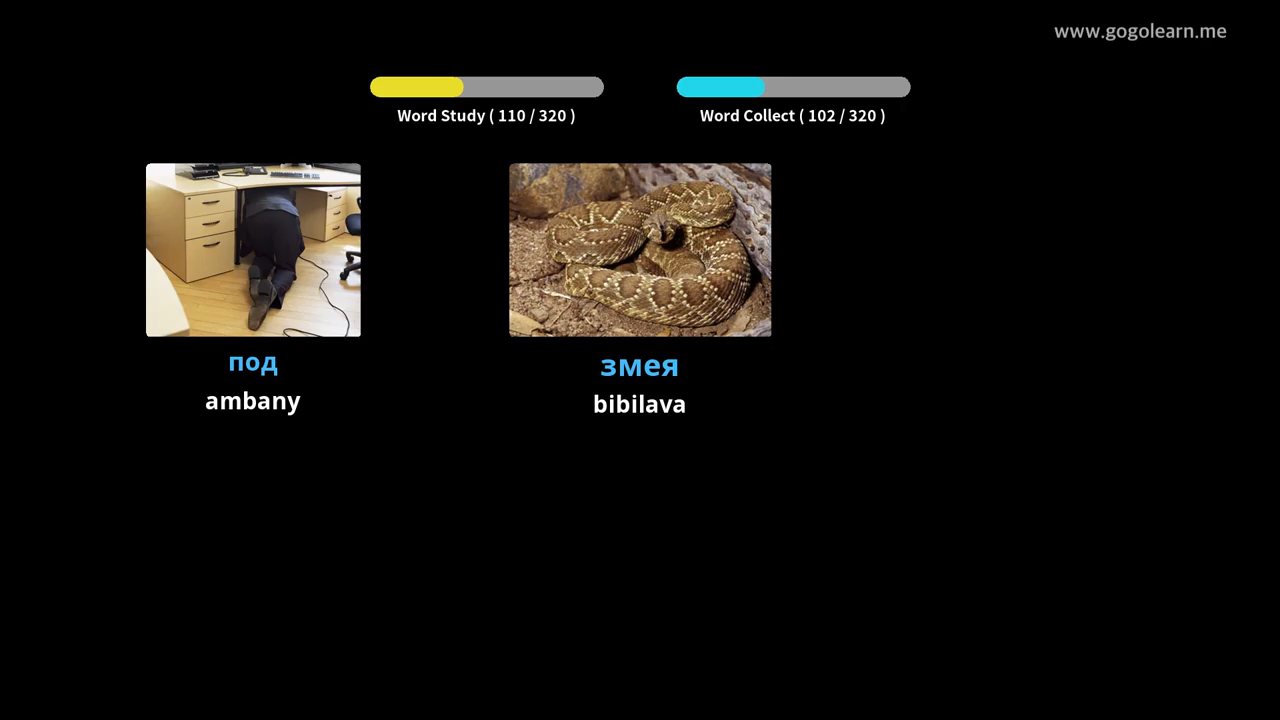 www.gogolearn.me
Word Study ( 110 / 320 )
Word Collect ( 102 / 320 )
под
ambany
змея
bibilava